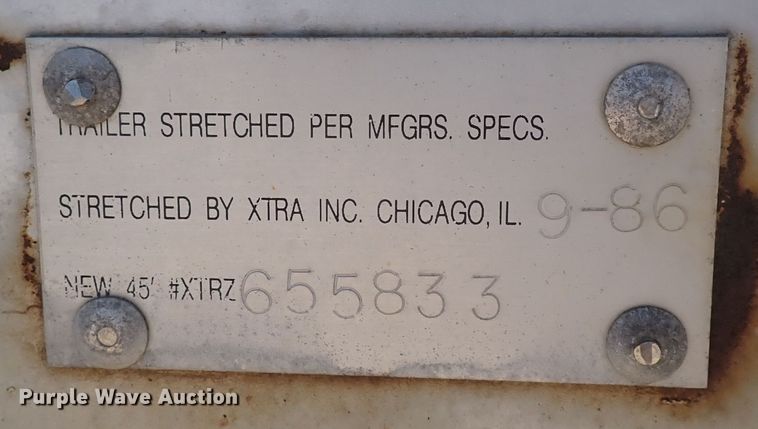 TRAILER STRETCHED PER MFGRS. SPECS.
STRETCHED BY XTRA INC. CHICAGO, IL. 9-86
NEW 45' #XTRZ 655833
Purple Wave Auction